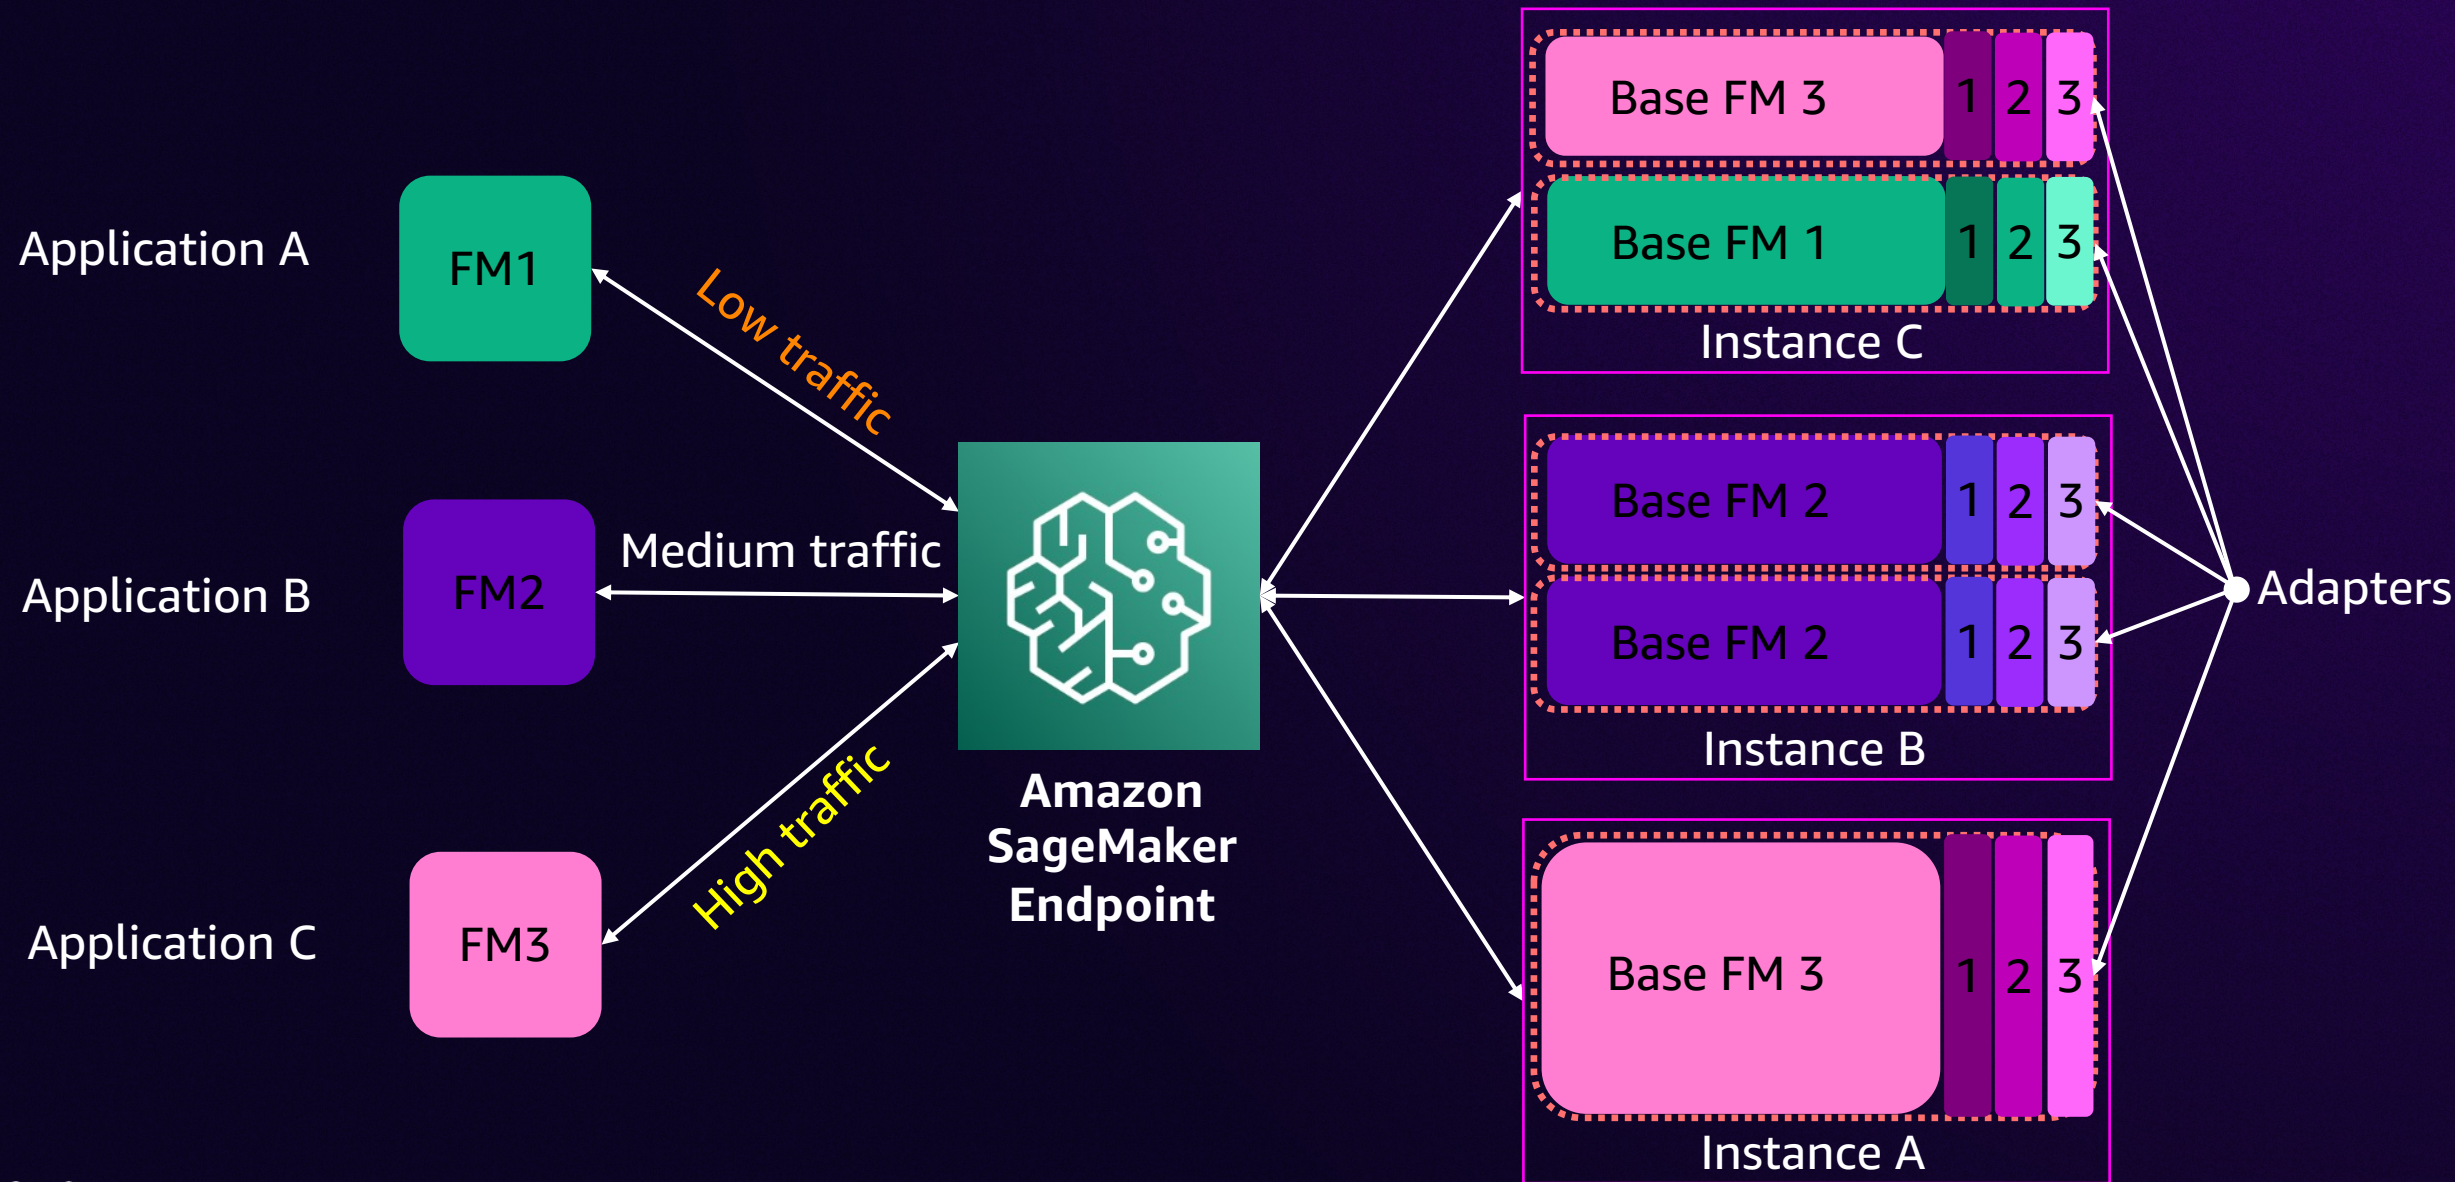 Application A
FM1
Low traffic
Application B
FM2
Medium traffic
Application C
FM3
High traffic
Amazon
SageMaker
Endpoint
Base FM 3 1 2 3
Base FM 1 1 2 3
Instance C
Base FM 2 1 2 3
Base FM 2 1 2 3
Instance B
Base FM 3 1 2 3
Instance A
Adapters